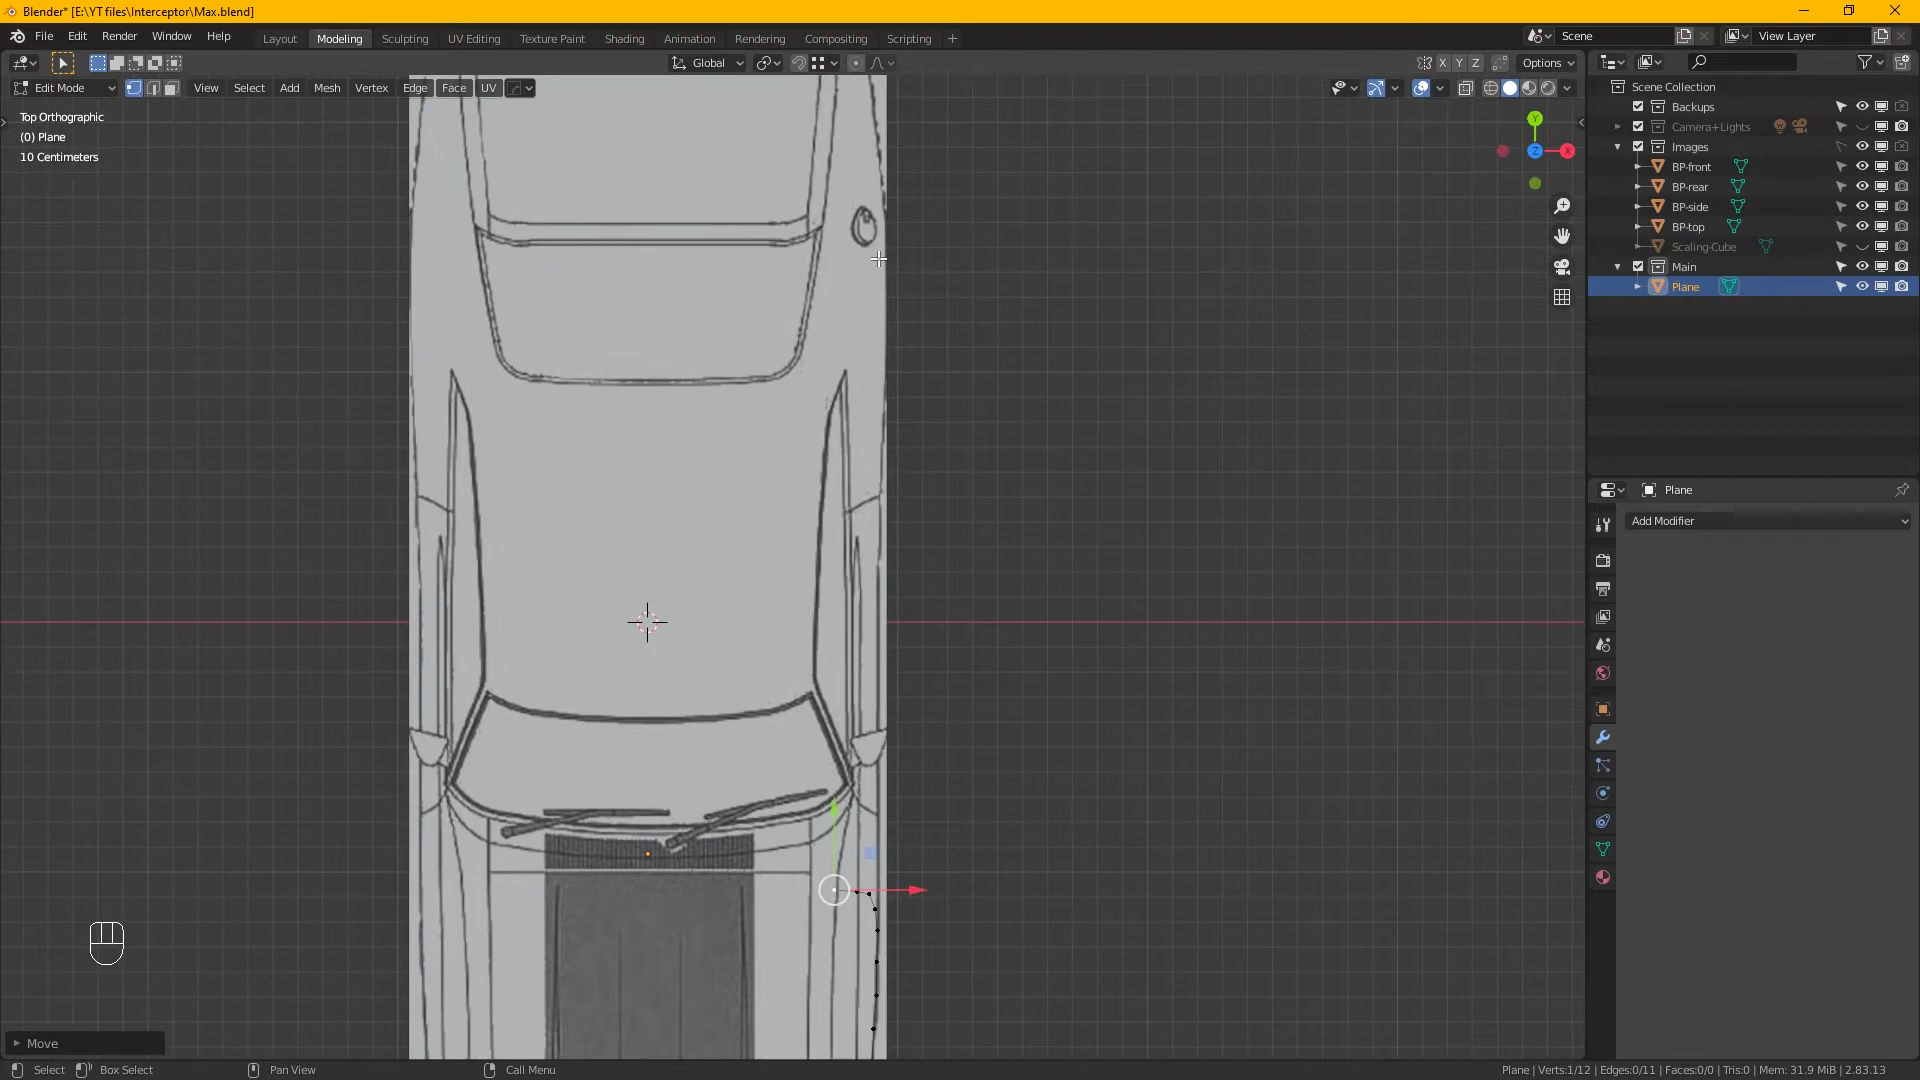 Blender* [E:\YT files\Interceptor\Max.blend]
File Edit Render Window Help
Layout Modeling Sculpting UV Editing Texture Paint Shading Animation Rendering Compositing Scripting
Scene
View Layer
Global
X Y Z
Options
Edit Mode
View Select Add Mesh Vertex Edge Face UV
Top Orthographic
(0) Plane
10 Centimeters
Y
Z
X
Scene Collection
Backups
Camera+Lights
Images
BP-front
BP-rear
BP-side
BP-top
Scaling-Cube
Main
Plane
Plane
Add Modifier
Move
Select
Box Select
Pan View
Call Menu
Plane | Verts:1/12 | Edges:0/11 | Faces:0/0 | Tris:0 | Mem: 31.9 MiB | 2.83.13